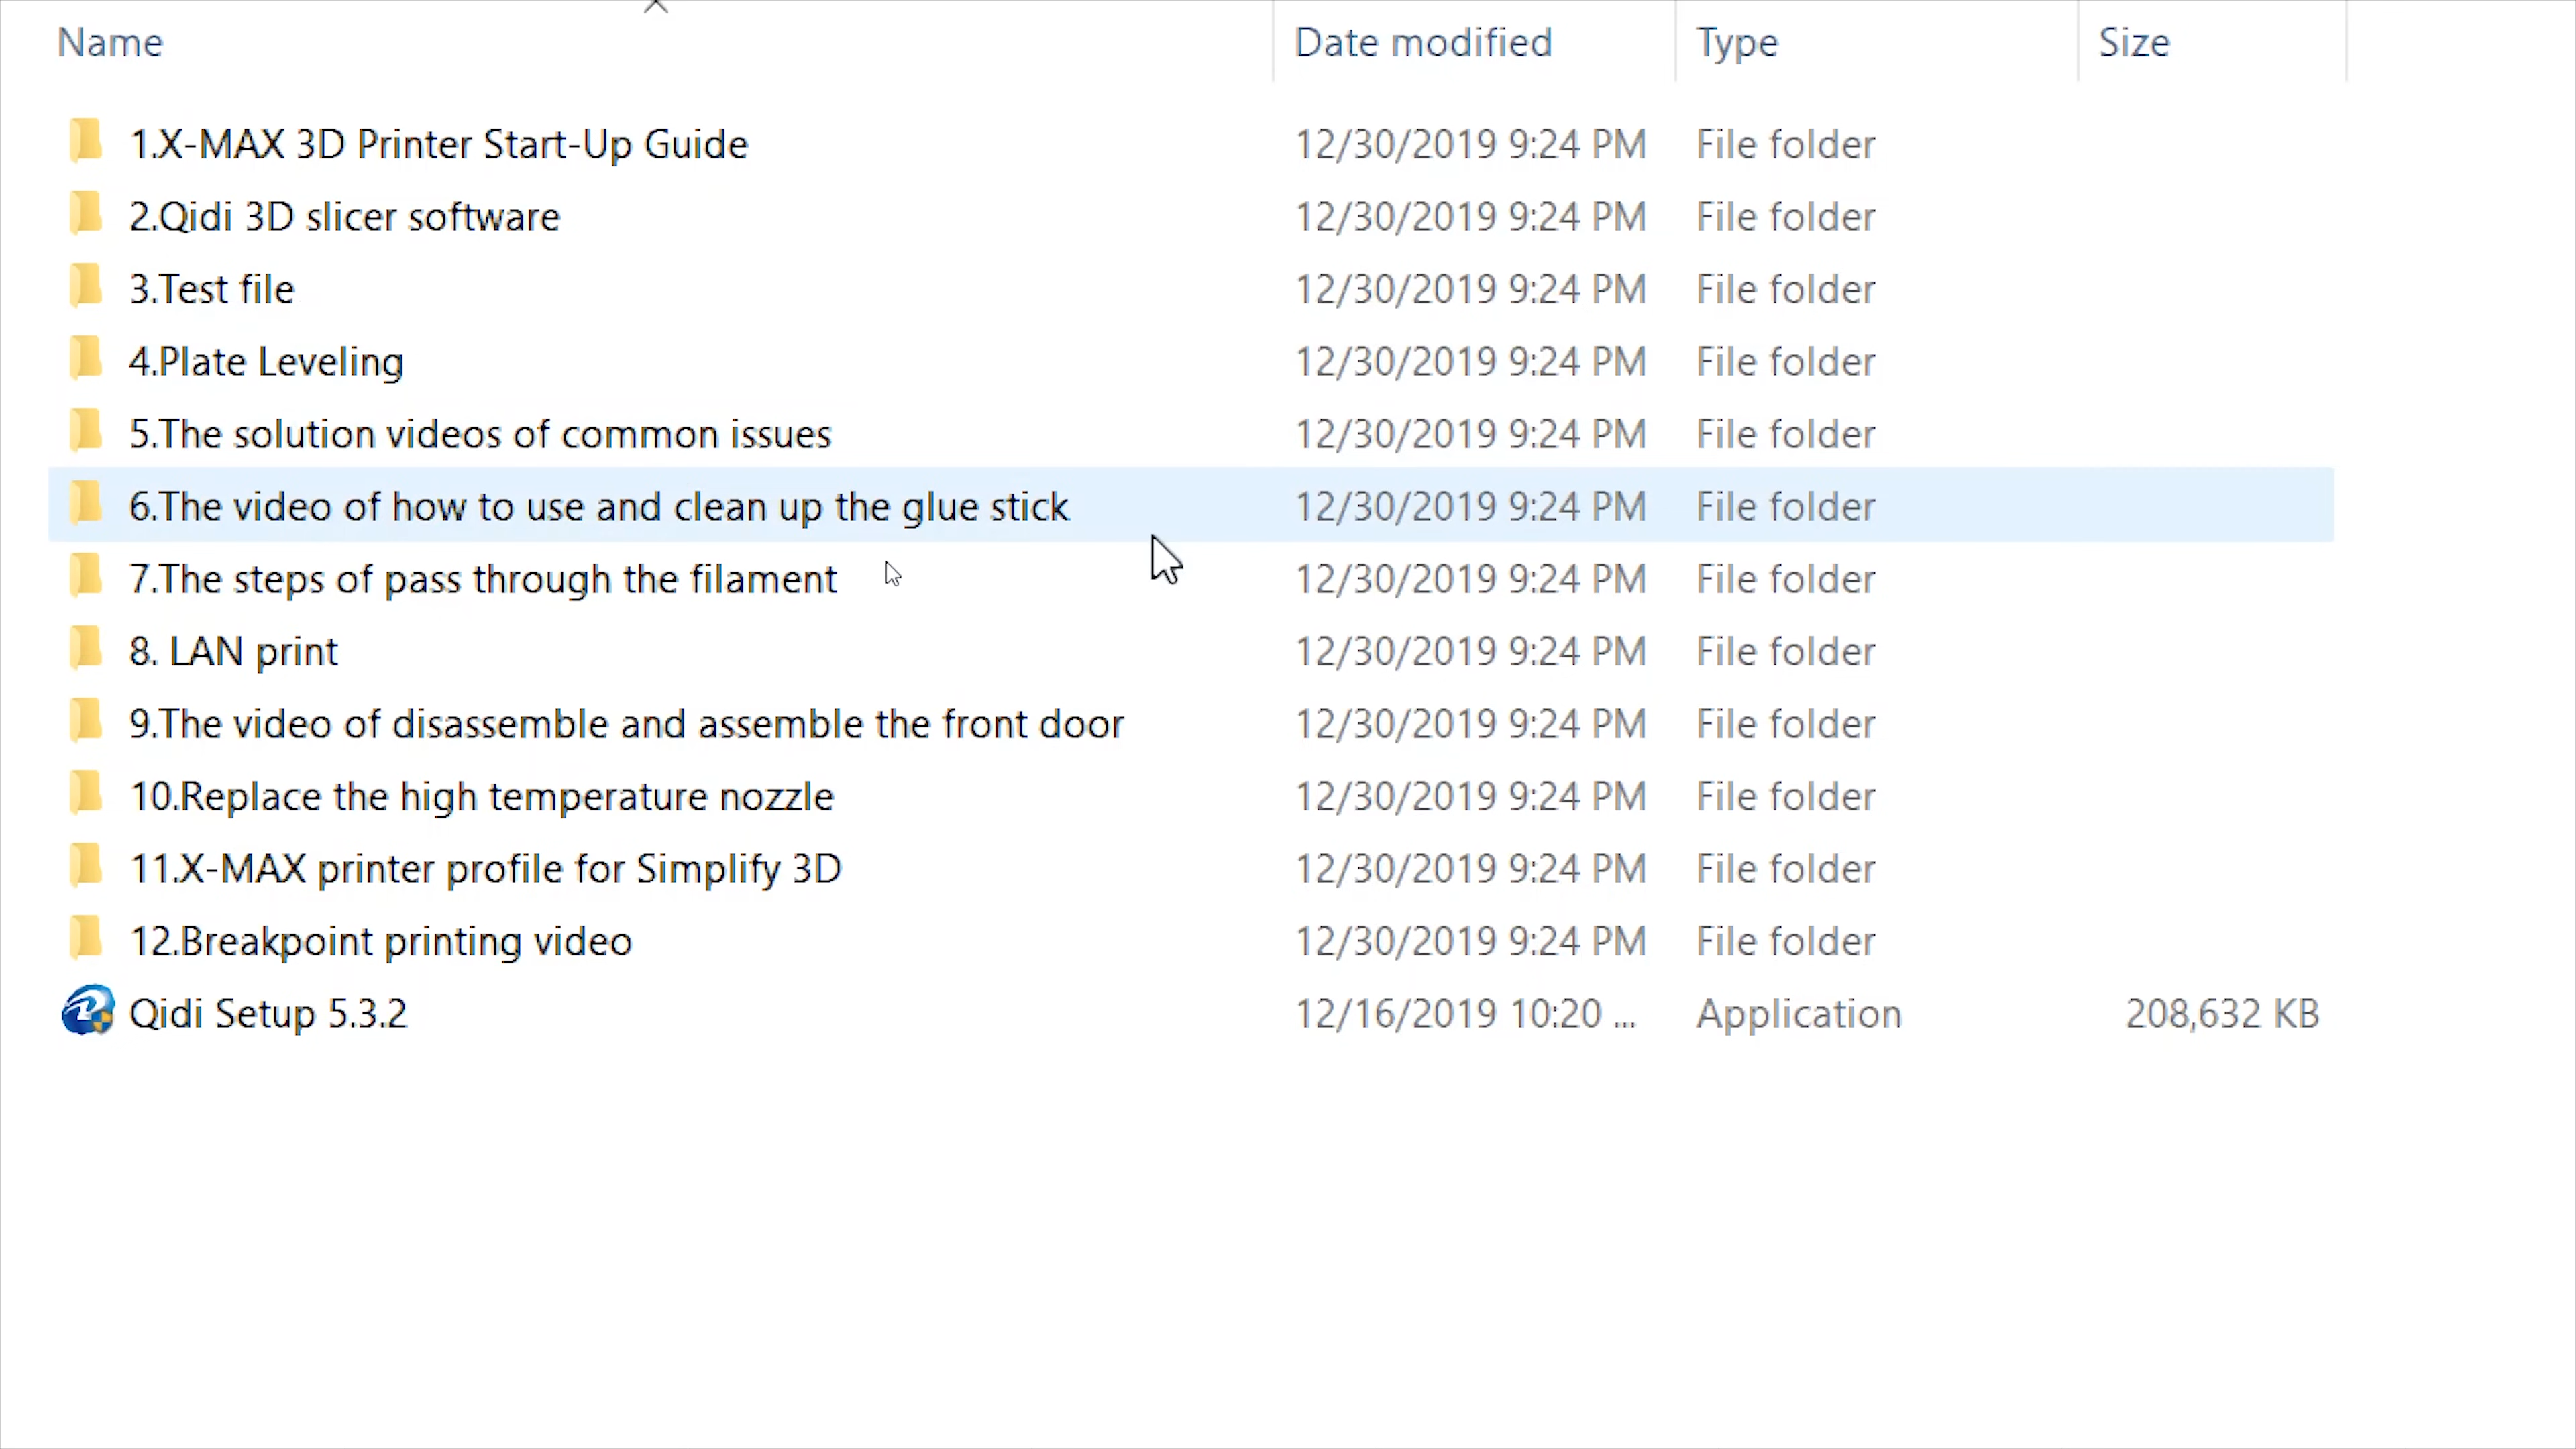 Name Date modified Type Size
1.X-MAX 3D Printer Start-Up Guide 12/30/2019 9:24 PM File folder
2.Qidi 3D slicer software 12/30/2019 9:24 PM File folder
3.Test file 12/30/2019 9:24 PM File folder
4.Plate Leveling 12/30/2019 9:24 PM File folder
5.The solution videos of common issues 12/30/2019 9:24 PM File folder
6.The video of how to use and clean up the glue stick 12/30/2019 9:24 PM File folder
7.The steps of pass through the filament 12/30/2019 9:24 PM File folder
8. LAN print 12/30/2019 9:24 PM File folder
9.The video of disassemble and assemble the front door 12/30/2019 9:24 PM File folder
10.Replace the high temperature nozzle 12/30/2019 9:24 PM File folder
11.X-MAX printer profile for Simplify 3D 12/30/2019 9:24 PM File folder
12.Breakpoint printing video 12/30/2019 9:24 PM File folder
Qidi Setup 5.3.2 12/16/2019 10:20 ... Application 208,632 KB